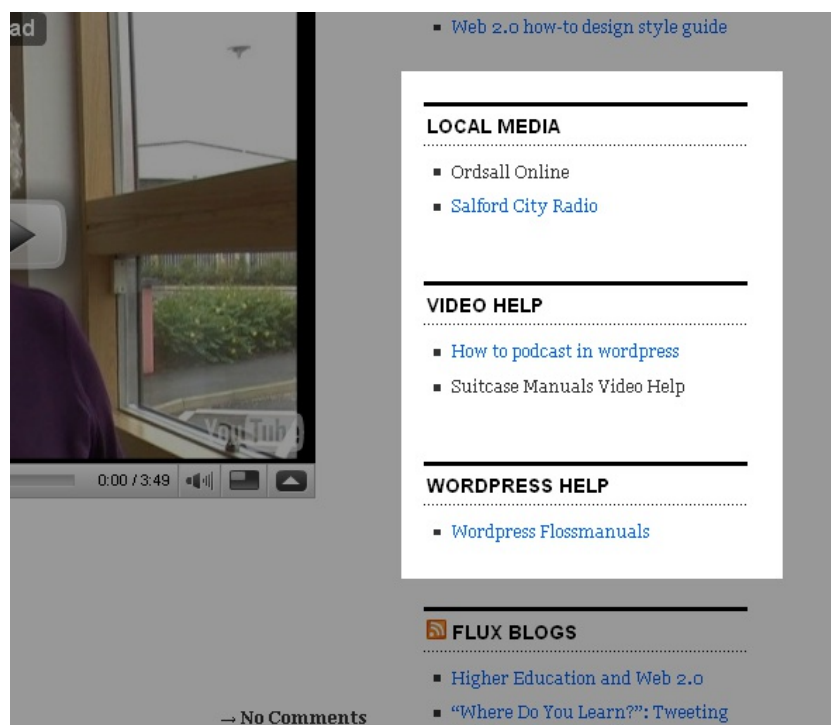 ad
Web 2.0 how-to design style guide
LOCAL MEDIA
Ordsall Online
Salford City Radio
VIDEO HELP
How to podcast in wordpress
Suitcase Manuals Video Help
You Tube
0:00 / 3:49
WORDPRESS HELP
Wordpress Flossmanuals
FLUX BLOGS
Higher Education and Web 2.0
→ No Comments
“Where Do You Learn?”: Tweeting